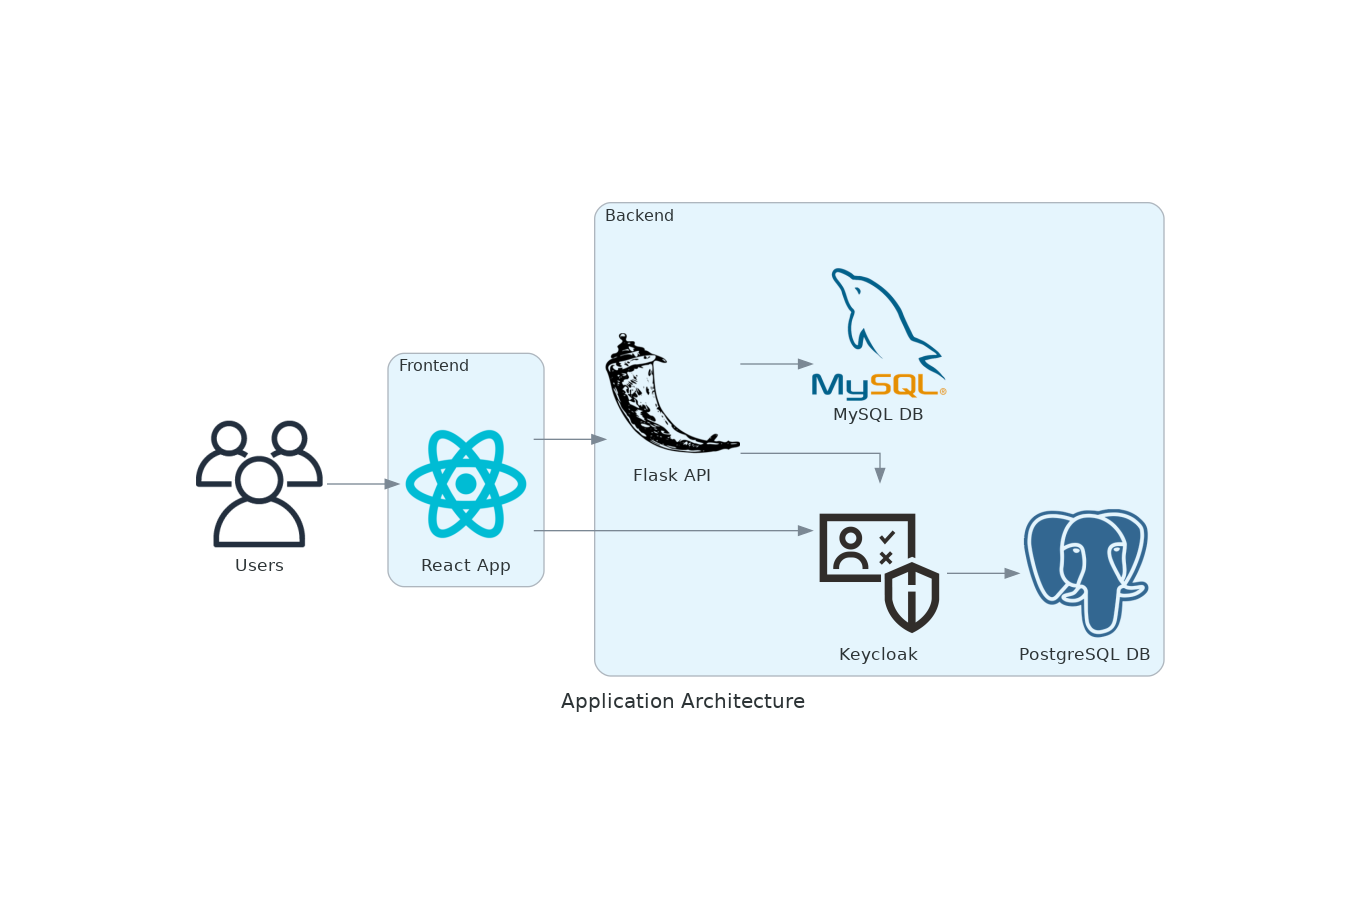 Backend
MySQL®
MySQL DB
Frontend
Flask API
Users
React App
Keycloak
PostgreSQL DB
Application Architecture